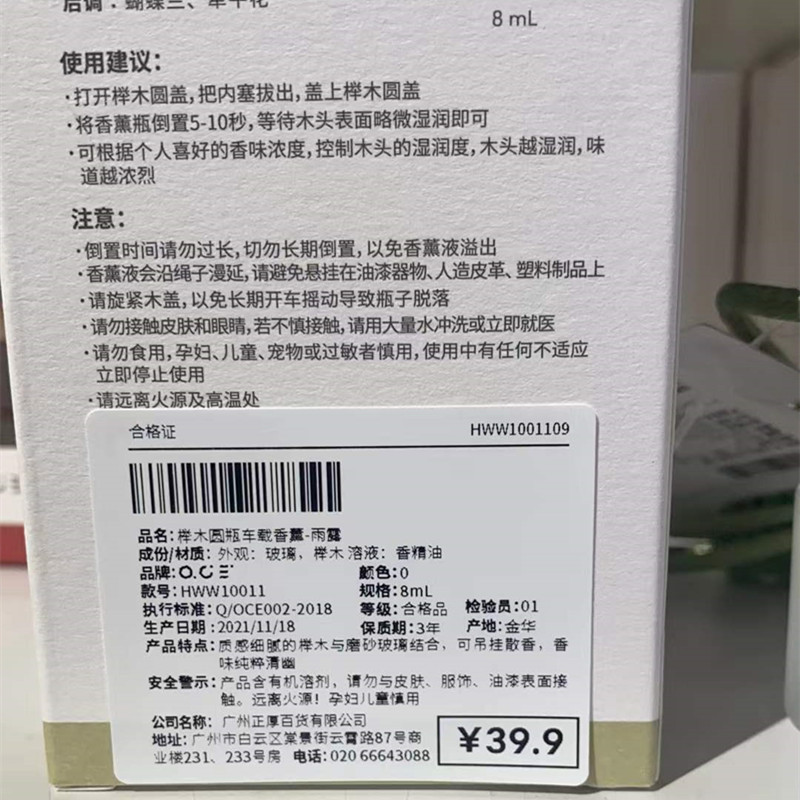 后调：蝴蝶兰、牵牛花
8 mL
使用建议：
·打开榉木圆盖，把内塞拔出，盖上榉木圆盖
·将香薰瓶倒置5-10秒，等待木头表面略微湿润即可
·可根据个人喜好的香味浓度，控制木头的湿润度，木头越湿润，味
道越浓烈
注意：
·倒置时间请勿过长，切勿长期倒置，以免香薰液溢出
·香薰液会沿绳子漫延，请避免悬挂在油漆器物、人造皮革、塑料制品上
·请旋紧木盖，以免长期开车摇动导致瓶子脱落
·请勿接触皮肤和眼睛，若不慎接触，请用大量水冲洗或立即就医
·请勿食用，孕妇、儿童、宠物或过敏者慎用，使用中有任何不适应
立即停止使用
·请远离火源及高温处
合格证 HWW1001109
品名：榉木圆瓶车载香薰-雨露
成份/材质：外观：玻璃，榉木 溶液：香精油
品牌：O.CE 颜色：0
款号：HWW10011 规格：8mL
执行标准：Q/OCE002-2018 等级：合格品 检验员：01
生产日期：2021/11/18 保质期：3年 产地：金华
产品特点：质感细腻的榉木与磨砂玻璃结合，可吊挂散香，香
味纯粹清幽
安全警示：产品含有机溶剂，请勿与皮肤、服饰、油漆表面接
触。远离火源！孕妇儿童慎用
公司名称：广州正厚百货有限公司
地址：广州市白云区棠景街云霄路87号商
业楼231、233号房 电话：020 66643088
¥39.9